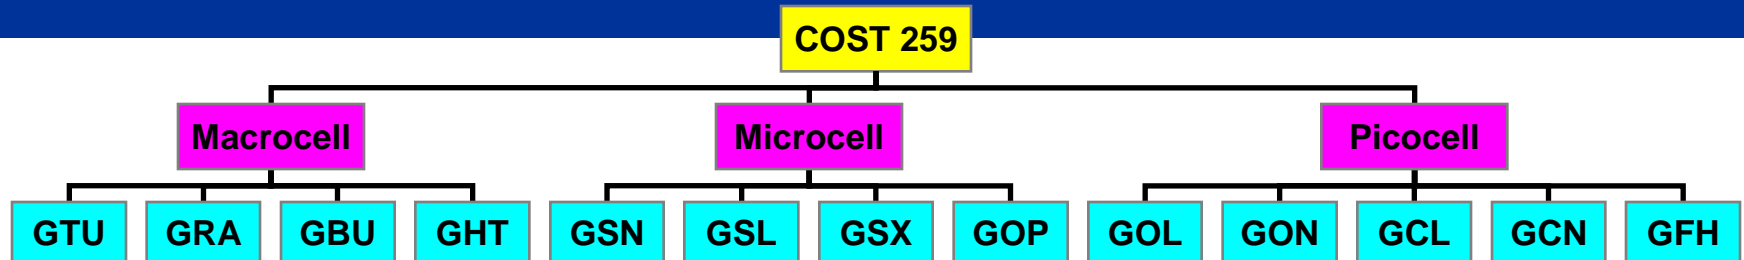 COST 259
Macrocell Microcell Picocell
GTU GRA GBU GHT GSN GSL GSX GOP GOL GON GCL GCN GFH